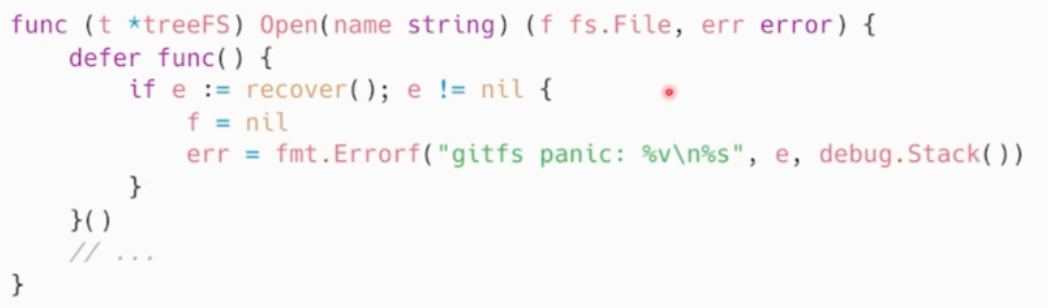 func (t *treeFS) Open(name string) (f fs.File, err error) {
    defer func() {
        if e := recover(); e != nil {
            f = nil
            err = fmt.Errorf("gitfs panic: %v\n%s", e, debug.Stack())
        }
    }()
    // ...
}